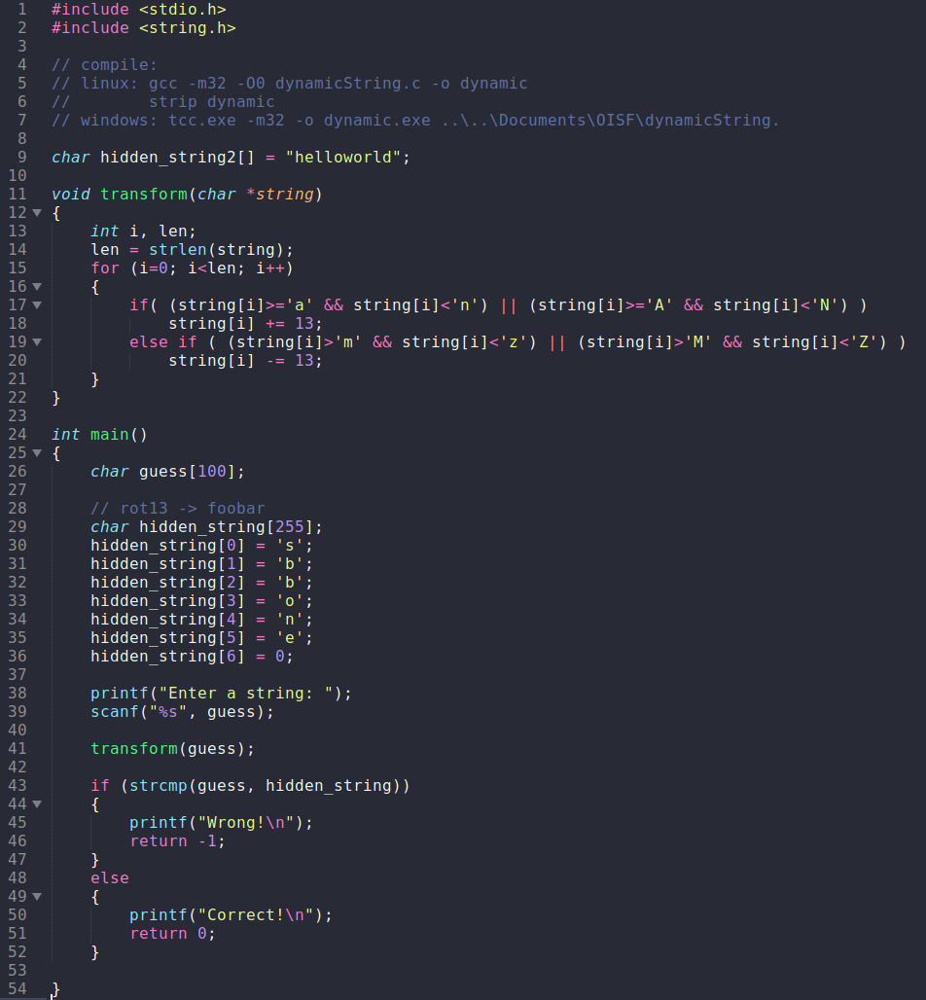 1 #include <stdio.h>
2 #include <string.h>
3
4 // compile:
5 // linux: gcc -m32 -O0 dynamicString.c -o dynamic
6 //        strip dynamic
7 // windows: tcc.exe -m32 -o dynamic.exe ..\..\Documents\OISF\dynamicString.
8
9 char hidden_string2[] = "helloworld";
10
11 void transform(char *string)
12 {
13     int i, len;
14     len = strlen(string);
15     for (i=0; i<len; i++)
16     {
17         if( (string[i]>='a' && string[i]<'n') || (string[i]>='A' && string[i]<'N') )
18             string[i] += 13;
19         else if ( (string[i]>'m' && string[i]<'z') || (string[i]>'M' && string[i]<'Z') )
20             string[i] -= 13;
21     }
22 }
23
24 int main()
25 {
26     char guess[100];
27
28     // rot13 -> foobar
29     char hidden_string[255];
30     hidden_string[0] = 's';
31     hidden_string[1] = 'b';
32     hidden_string[2] = 'b';
33     hidden_string[3] = 'o';
34     hidden_string[4] = 'n';
35     hidden_string[5] = 'e';
36     hidden_string[6] = 0;
37
38     printf("Enter a string: ");
39     scanf("%s", guess);
40
41     transform(guess);
42
43     if (strcmp(guess, hidden_string))
44     {
45         printf("Wrong!\n");
46         return -1;
47     }
48     else
49     {
50         printf("Correct!\n");
51         return 0;
52     }
53
54 }